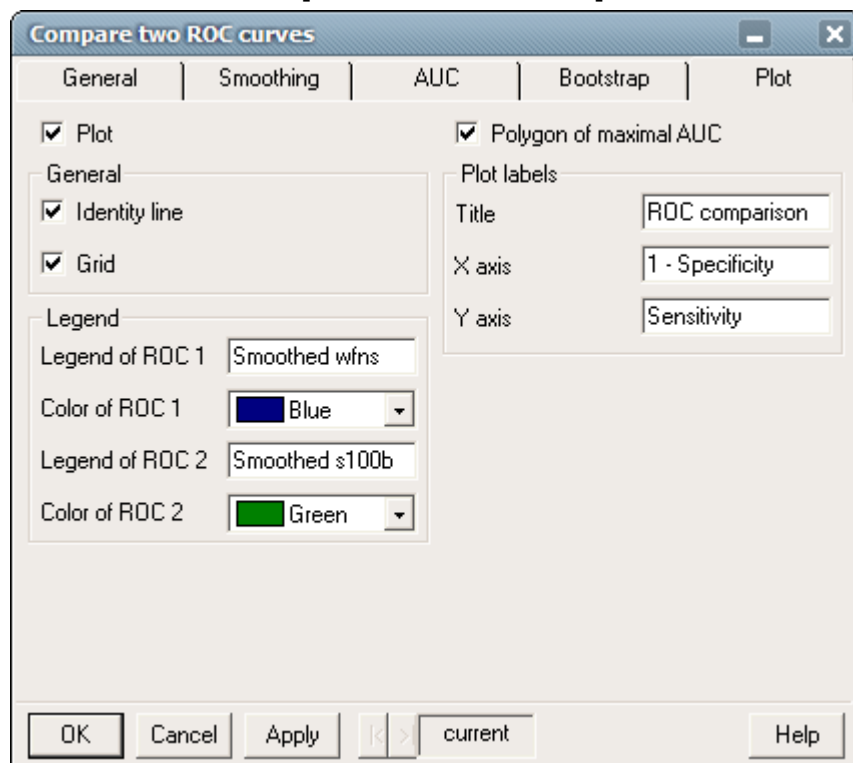 Compare two ROC curves
General Smoothing AUC Bootstrap Plot
Plot
Polygon of maximal AUC
General
Identity line
Grid
Plot labels
Title ROC comparison
X axis 1 - Specificity
Y axis Sensitivity
Legend
Legend of ROC 1 Smoothed wfns
Color of ROC 1 Blue
Legend of ROC 2 Smoothed s100b
Color of ROC 2 Green
OK Cancel Apply |< > current Help